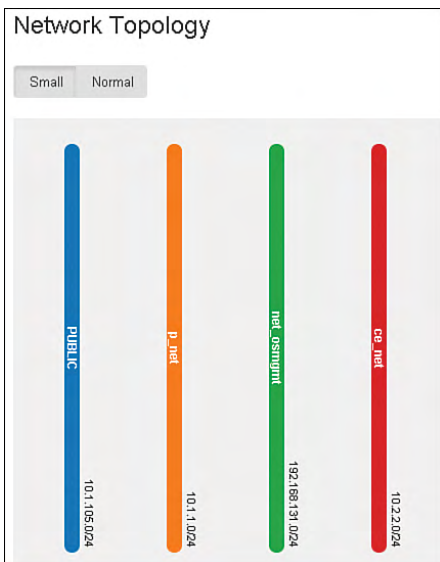 Network Topology
Small
Normal
PUBLIC
10.1.105.0/24
p_net
10.1.1.0/24
net_osmgmt
192.168.131.0/24
ce_net
10.2.2.0/24